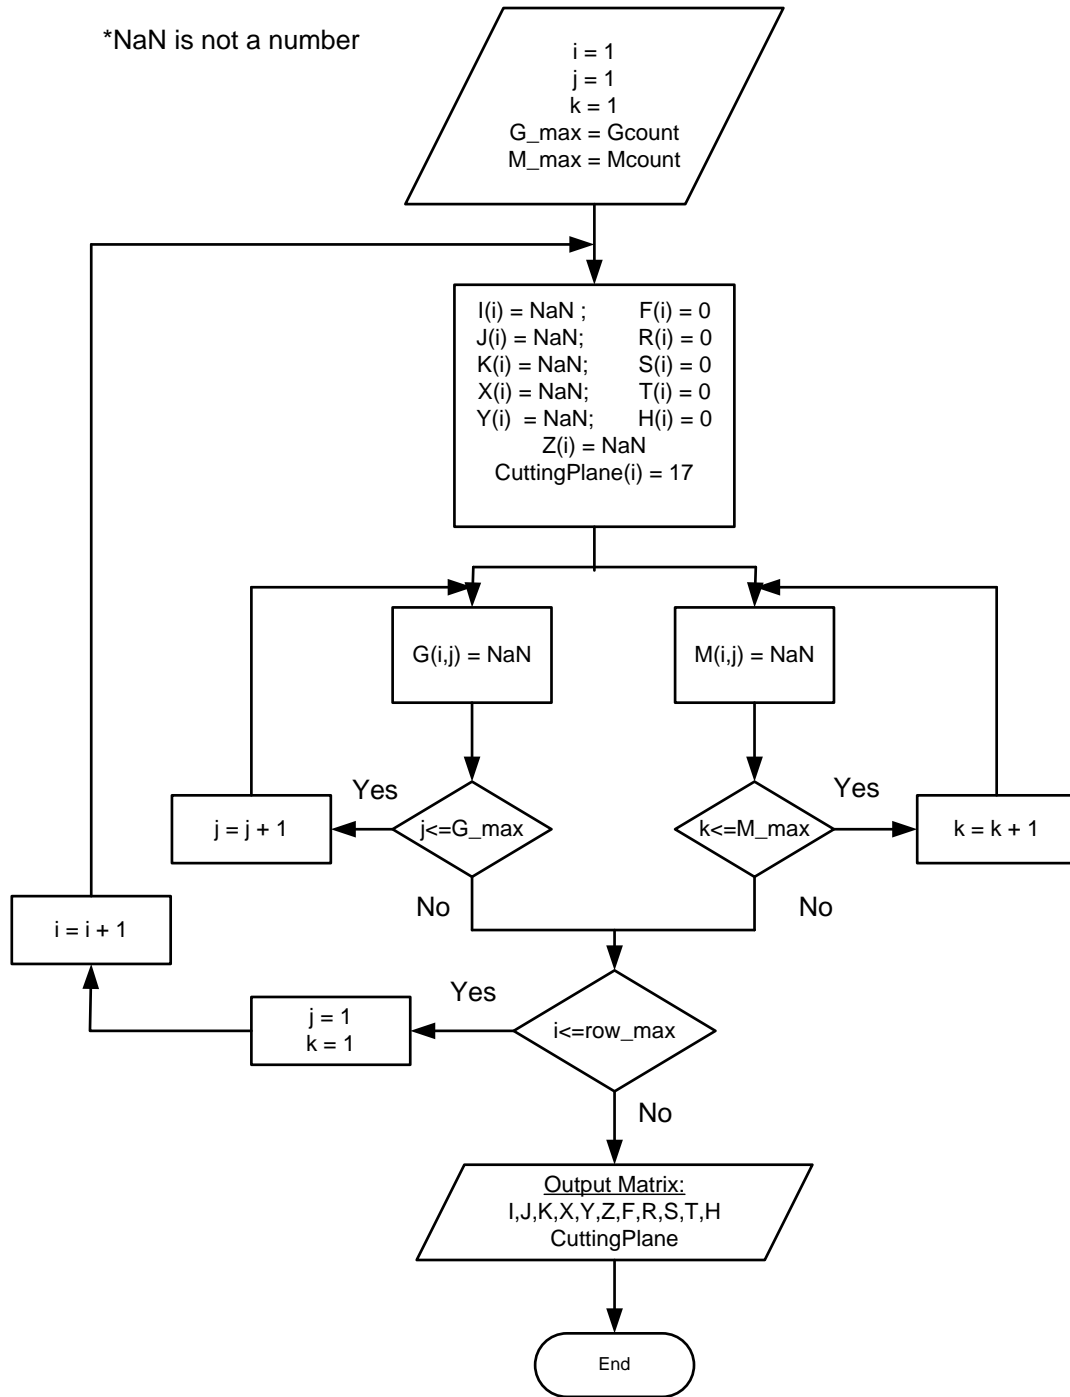 *NaN is not a number
i = 1
j = 1
k = 1
G_max = Gcount
M_max = Mcount
I(i) = NaN ; F(i) = 0
J(i) = NaN; R(i) = 0
K(i) = NaN; S(i) = 0
X(i) = NaN; T(i) = 0
Y(i) = NaN; H(i) = 0
Z(i) = NaN
CuttingPlane(i) = 17
G(i,j) = NaN
M(i,j) = NaN
Yes
Yes
j = j + 1
j<=G_max
k<=M_max
k = k + 1
No
No
i = i + 1
Yes
j = 1
k = 1
i<=row_max
No
Output Matrix:
I,J,K,X,Y,Z,F,R,S,T,H
CuttingPlane
End